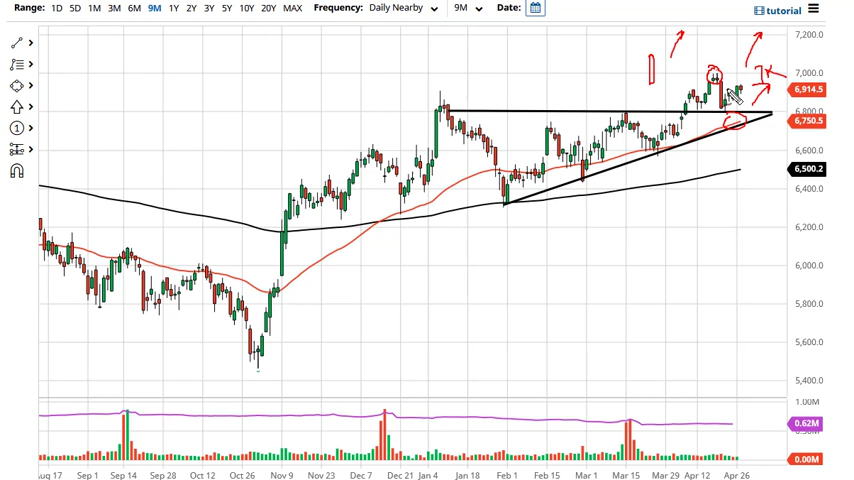 Range: 1D 5D 1M 3M 6M 9M 1Y 2Y 3Y 5Y 10Y 20Y MAX Frequency: Daily Nearby 9M Date: tutorial
7,200.0
7,000.0
6,914.5
6,800.0
6,750.5
6,600.0
6,500.2
6,400.0
6,200.0
6,000.0
5,800.0
5,600.0
5,400.0
1.00M
0.62M
0.00M
Aug 17 Sep 1 Sep 14 Sep 28 Oct 12 Oct 26 Nov 9 Nov 23 Dec 7 Dec 21 Jan 4 Jan 18 Feb 1 Feb 15 Mar 1 Mar 15 Mar 29 Apr 12 Apr 26